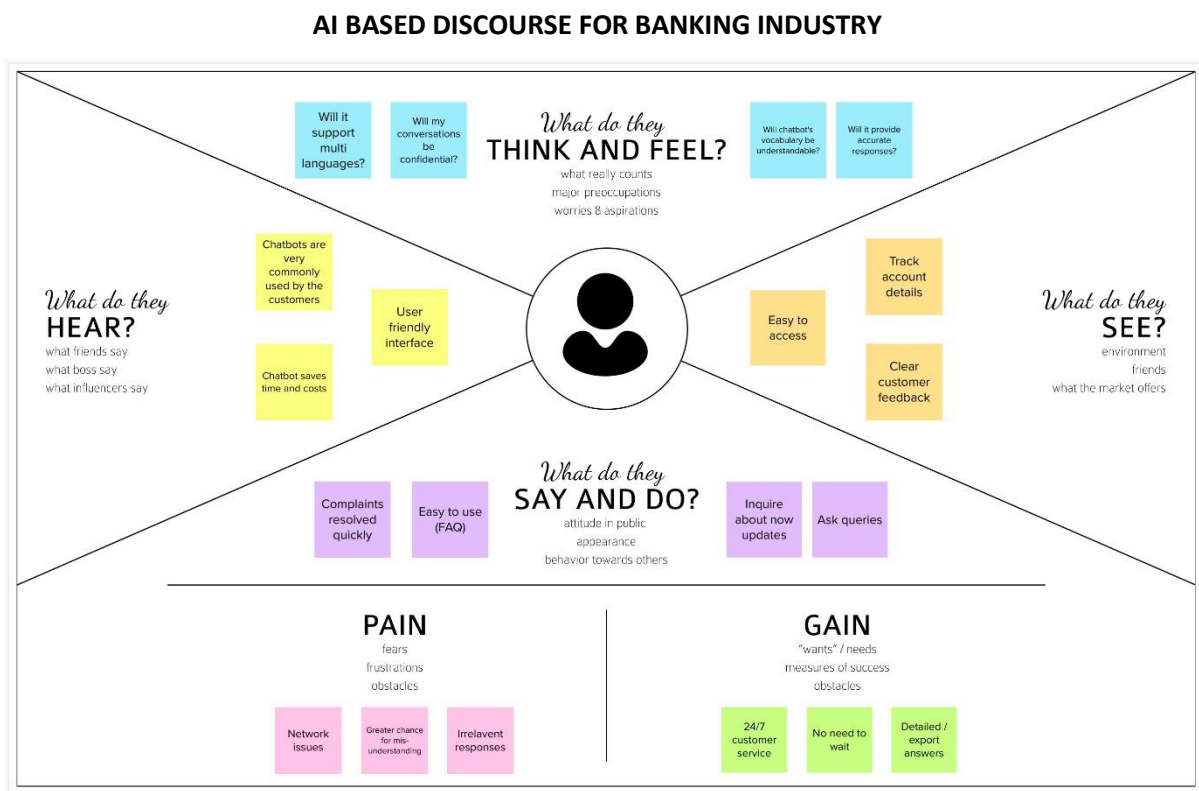 AI BASED DISCOURSE FOR BANKING INDUSTRY
Will it
support
multi
languages?
Will my
conversations
be
confidential?
What do they
THINK AND FEEL?
what really counts
major preoccupations
worries & aspirations
Will chatbot's
vocabulary be
understandable?
Will it provide
accurate
responses?
What do they
HEAR?
what friends say
what boss say
what influencers say
Chatbots are
very
commonly
used by the
customers
User
friendly
interface
Chatbot saves
time and costs
Easy to
access
Track
account
details
Clear
customer
feedback
What do they
SEE?
environment
friends
what the market offers
Complaints
resolved
quickly
Easy to use
(FAQ)
What do they
SAY AND DO?
attitude in public
appearance
behavior towards others
Inquire
about now
updates
Ask queries
PAIN
fears
frustrations
obstacles
Network
issues
Greater chance
for mis-
understanding
Irrelavent
responses
GAIN
"wants" / needs
measures of success
obstacles
24/7
customer
service
No need to
wait
Detailed /
export
answers